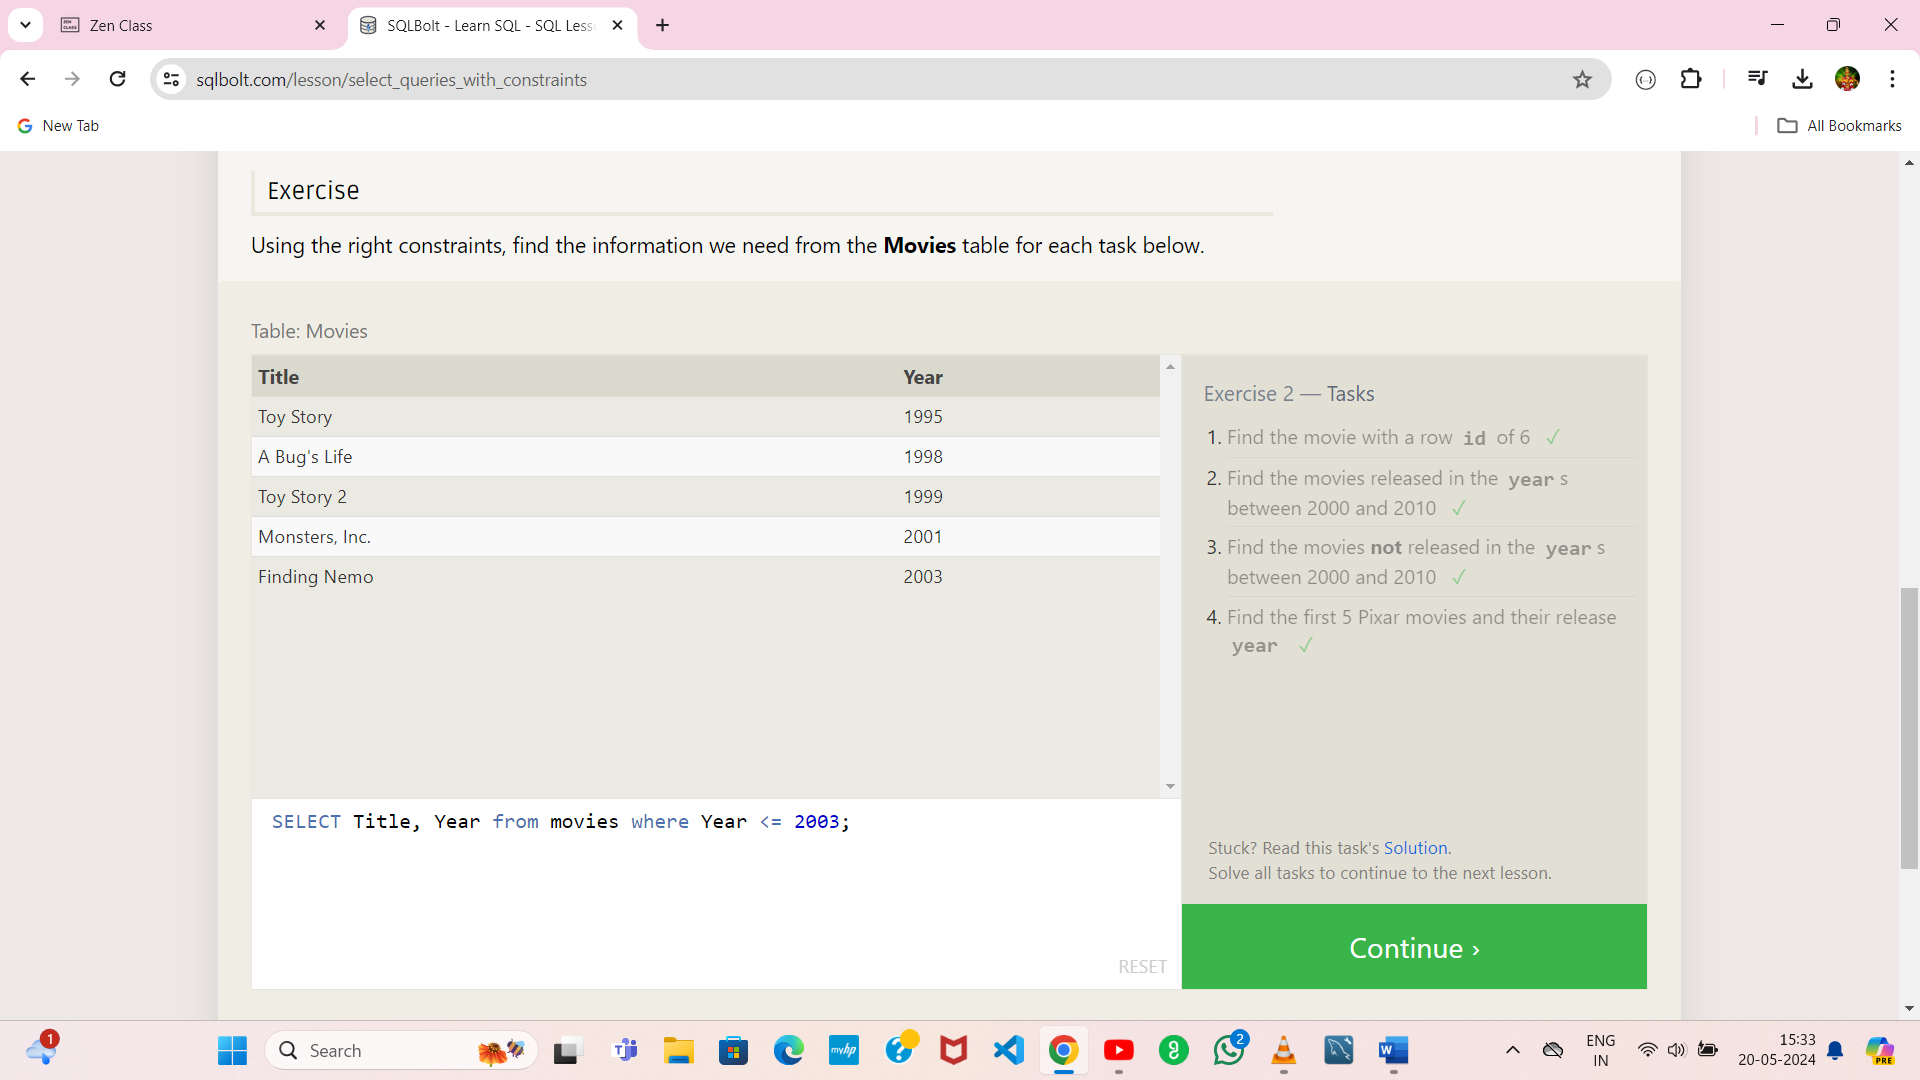 Zen Class
SQLBolt - Learn SQL - SQL Less
sqlbolt.com/lesson/select_queries_with_constraints
New Tab
All Bookmarks
Exercise
Using the right constraints, find the information we need from the Movies table for each task below.
Table: Movies
Title Year
Toy Story 1995
A Bug's Life 1998
Toy Story 2 1999
Monsters, Inc. 2001
Finding Nemo 2003
Exercise 2 — Tasks
1. Find the movie with a row id of 6 ✓
2. Find the movies released in the year s
between 2000 and 2010 ✓
3. Find the movies not released in the year s
between 2000 and 2010 ✓
4. Find the first 5 Pixar movies and their release
year ✓
SELECT Title, Year from movies where Year <= 2003;
RESET
Stuck? Read this task's Solution.
Solve all tasks to continue to the next lesson.
Continue ›
1
Search
myhp
2
ENG
IN
15:33
20-05-2024
PRE